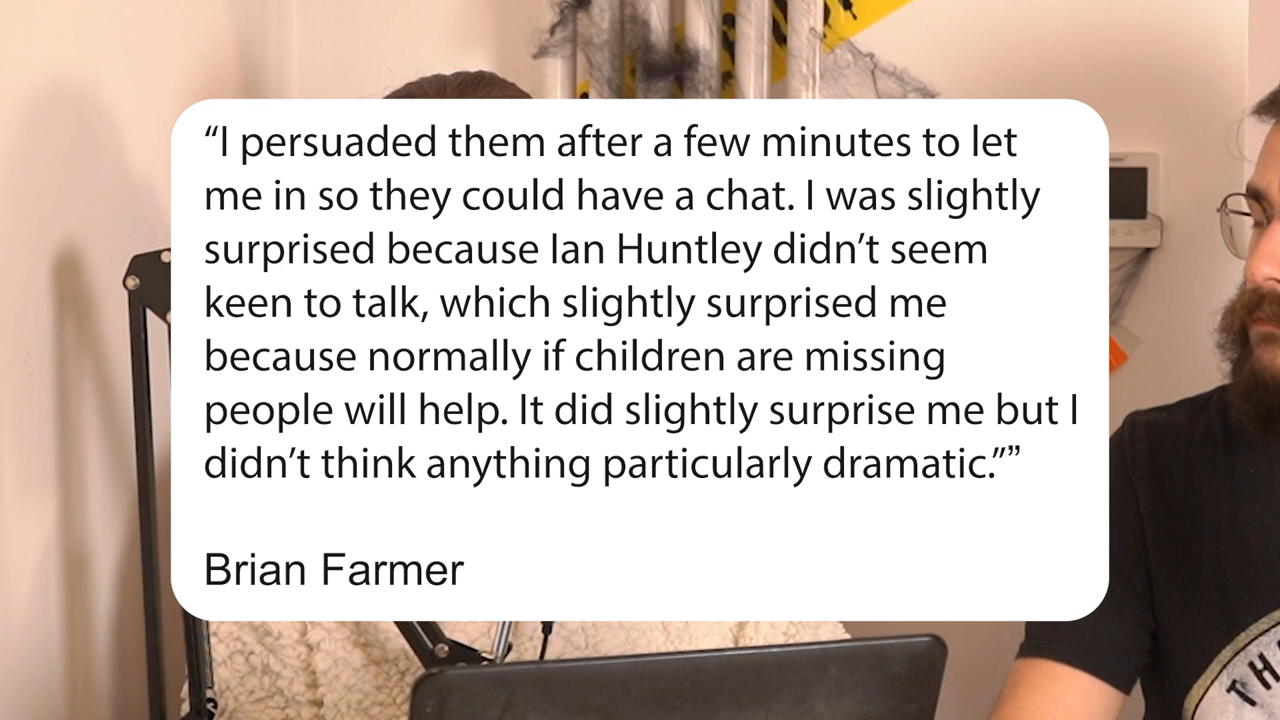 “I persuaded them after a few minutes to let
me in so they could have a chat. I was slightly
surprised because Ian Huntley didn’t seem
keen to talk, which slightly surprised me
because normally if children are missing
people will help. It did slightly surprise me but I
didn’t think anything particularly dramatic.””
Brian Farmer